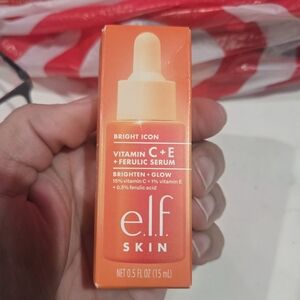 BRIGHT ICON
VITAMIN C+E
+ FERULIC SERUM
BRIGHTEN + GLOW
15% vitamin C + 1% vitamin E
+ 0.5% ferulic acid
e.l.f.
SKIN
NET 0.5 FL OZ (15 mL)